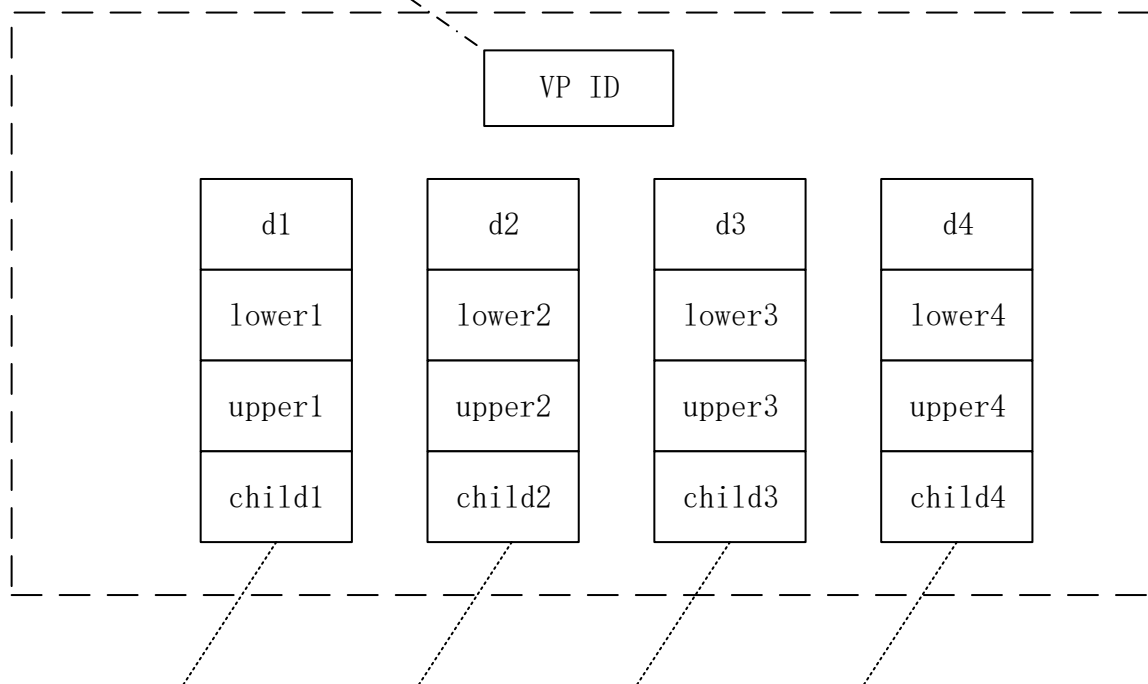 VP ID
d1 d2 d3 d4
lower1 lower2 lower3 lower4
upper1 upper2 upper3 upper4
child1 child2 child3 child4